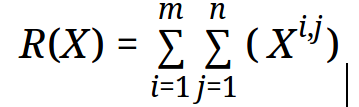 m n
R(X) = ∑ ∑ ( X^{i,j} )
i=1 j=1